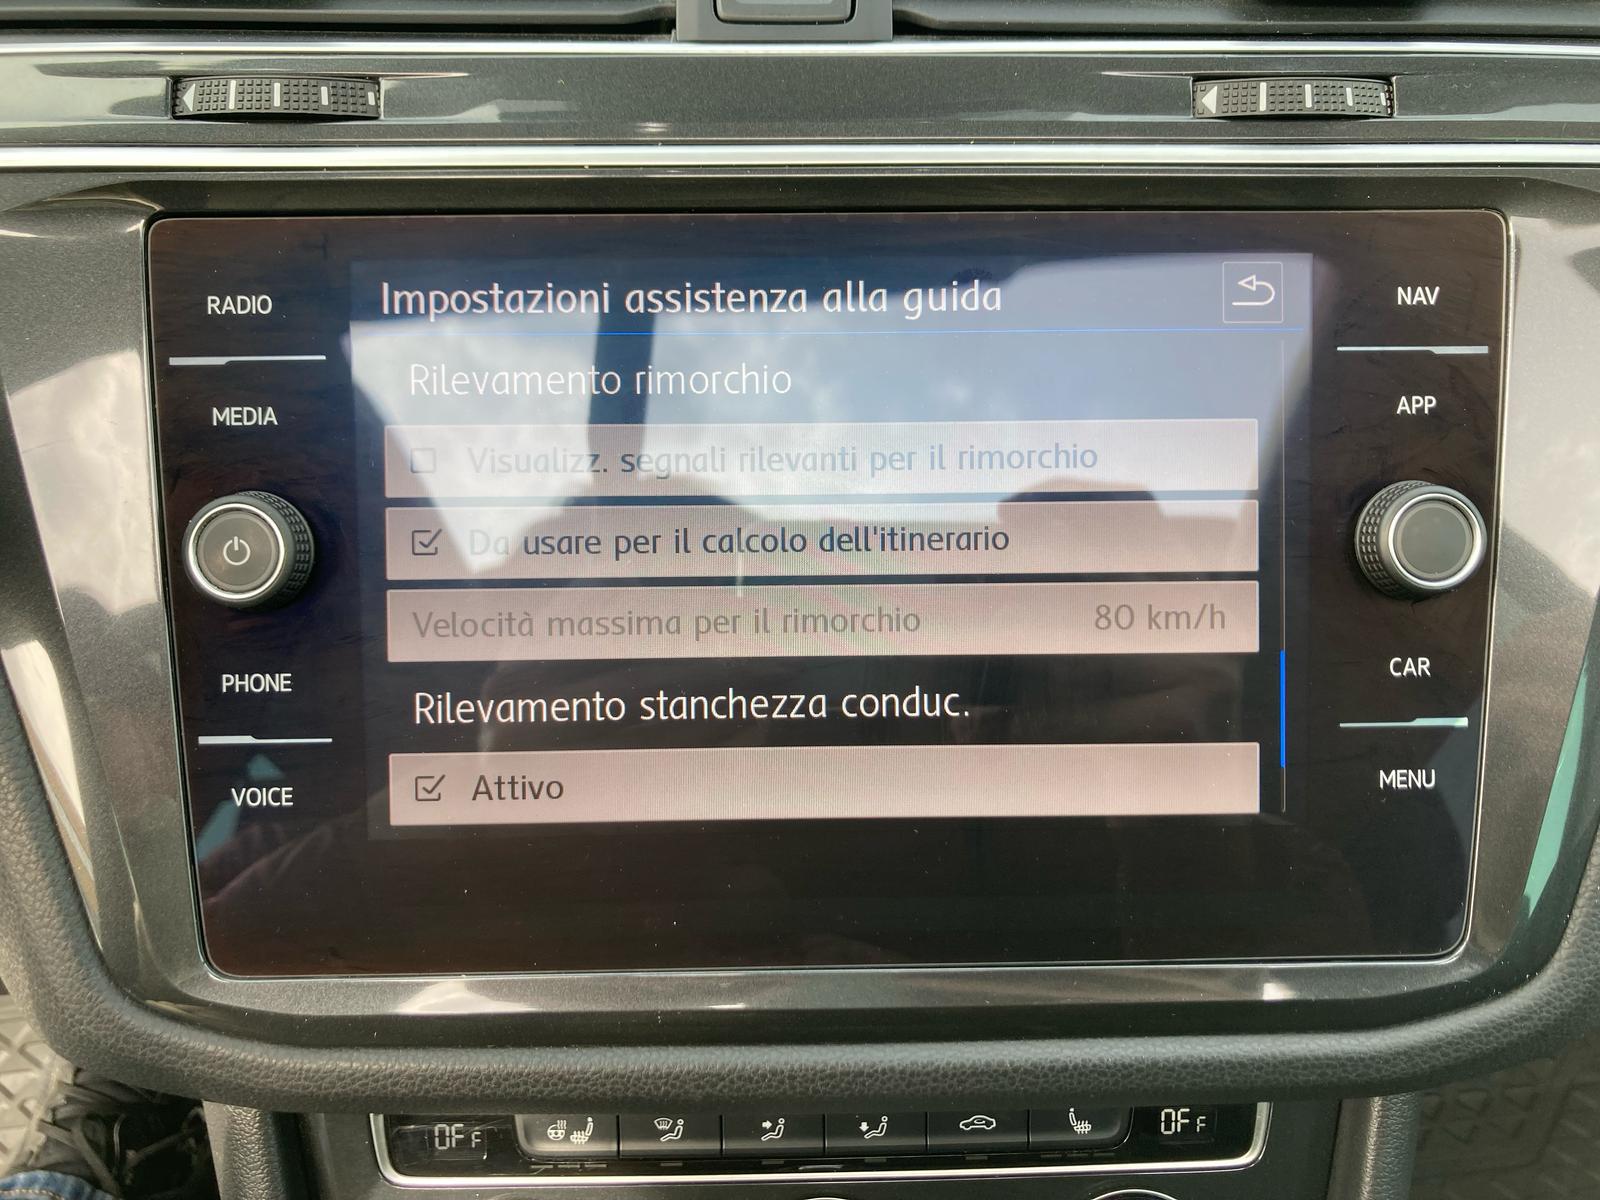 Impostazioni assistenza alla guida
Rilevamento rimorchio
Visualizz. segnali rilevanti per il rimorchio
Da usare per il calcolo dell'itinerario
Velocità massima per il rimorchio 80 km/h
Rilevamento stanchezza conduc.
Attivo
RADIO
MEDIA
PHONE
VOICE
NAV
APP
CAR
MENU
OFF
OFF